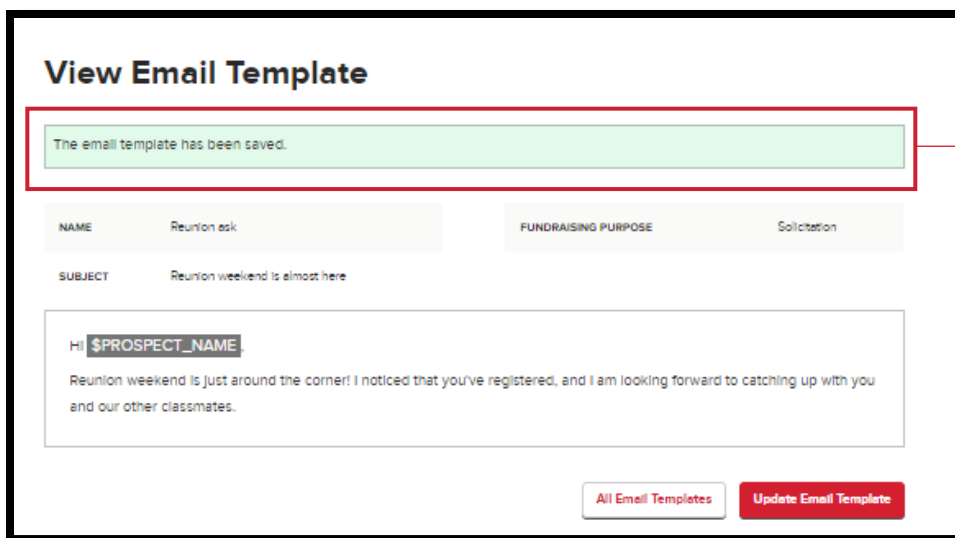 View Email Template
The email template has been saved.
NAME Reunion ask FUNDRAISING PURPOSE Solicitation
SUBJECT Reunion weekend is almost here
Hi $PROSPECT_NAME,
Reunion weekend is just around the corner! I noticed that you've registered, and I am looking forward to catching up with you
and our other classmates.
All Email Templates Update Email Template